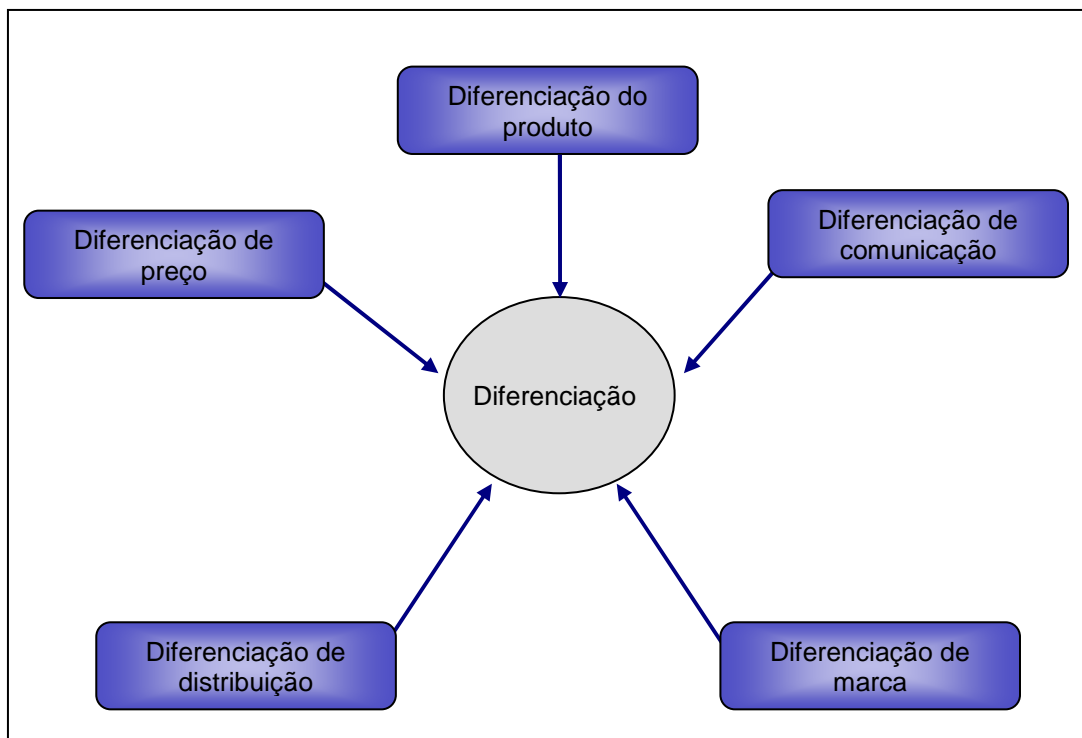 Diferenciação do
produto
Diferenciação de
preço
Diferenciação de
comunicação
Diferenciação
Diferenciação de
distribuição
Diferenciação de
marca